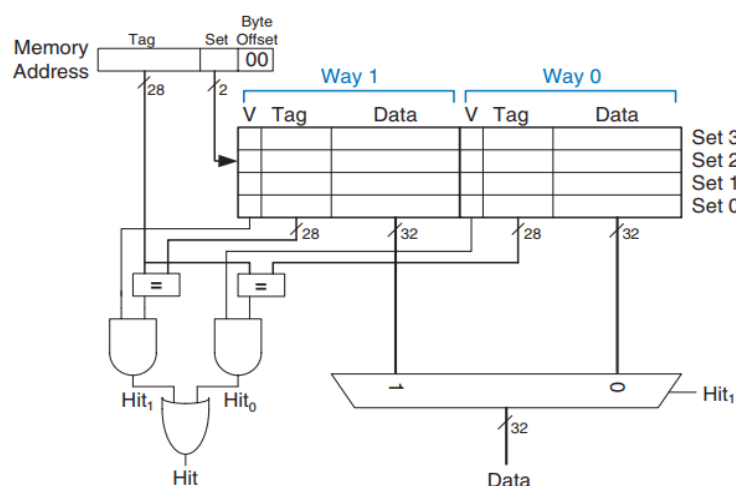 Memory Address
Tag Set Byte Offset
00
28 2
Way 1 Way 0
V Tag Data V Tag Data
Set 3
Set 2
Set 1
Set 0
28 32 28 32
= =
1 0
Hit1 Hit0 Hit1
32
Hit Data